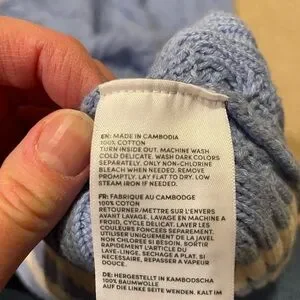 EN: MADE IN CAMBODIA
100% COTTON
TURN INSIDE OUT. MACHINE WASH
COLD DELICATE. WASH DARK COLORS
SEPARATELY. ONLY NON-CHLORINE
BLEACH WHEN NEEDED. REMOVE
PROMPTLY. LAY FLAT TO DRY. LOW
STEAM IRON IF NEEDED.
FR: FABRIQUE AU CAMBODGE
100% COTON
RETOURNER/METTRE SUR L'ENVERS
AVANT LAVAGE. LAVAGE EN MACHINE A
FROID, CYCLE DELICAT. LAVER LES
COULEURS FONCEES SEPAREMENT.
UTILISER UNIQUEMENT DE LA JAVEL
NON CHLOREE SI BESOIN. SORTIR
RAPIDEMENT L'ARTICLE DU
LAVE-LINGE. SECHAGE A PLAT. SI
NECESSAIRE, REPASSER A VAPEUR
DOUCE.
DE: HERGESTELLT IN KAMBODSCHA
100% BAUMWOLLE
AUF DIE LINKE SEITE WENDEN. KALT IM